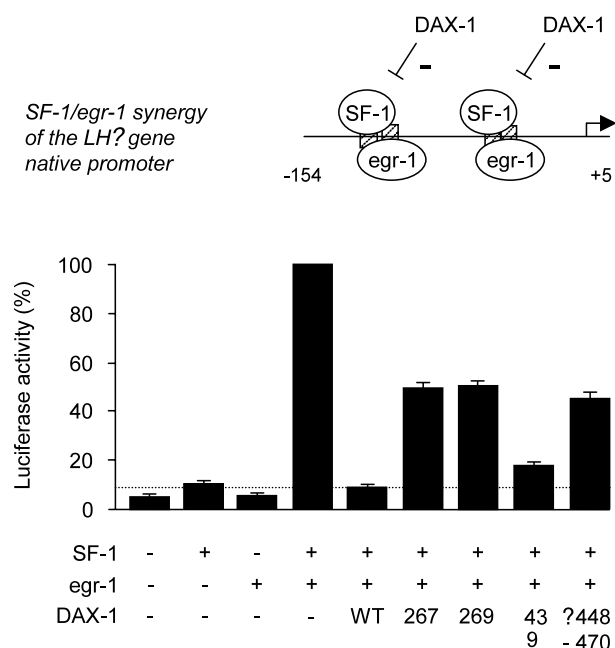 DAX-1 DAX-1
-
-
SF-1/egr-1 synergy
of the LH? gene
native promoter
SF-1 SF-1
egr-1 egr-1
-154 +5
Luciferase activity (%)
100
80
60
40
20
0
SF-1 - + - + + + + + +
egr-1 - - + + + + + + +
DAX-1 - - - - WT 267 269 43 ?448
9 - 470